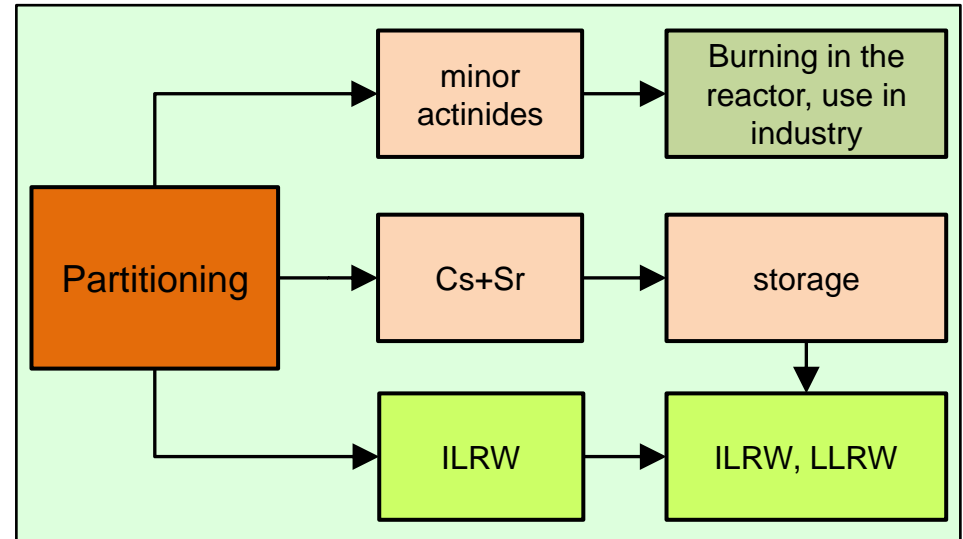 minor
actinides
Burning in the
reactor, use in
industry
Partitioning
Cs+Sr
storage
ILRW
ILRW, LLRW